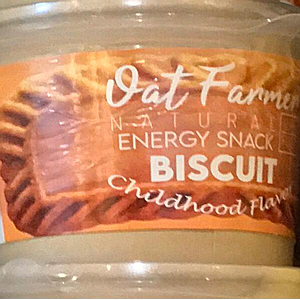 Oat Farmer
NATURAL
ENERGY SNACK
BISCUIT
Childhood Flavor